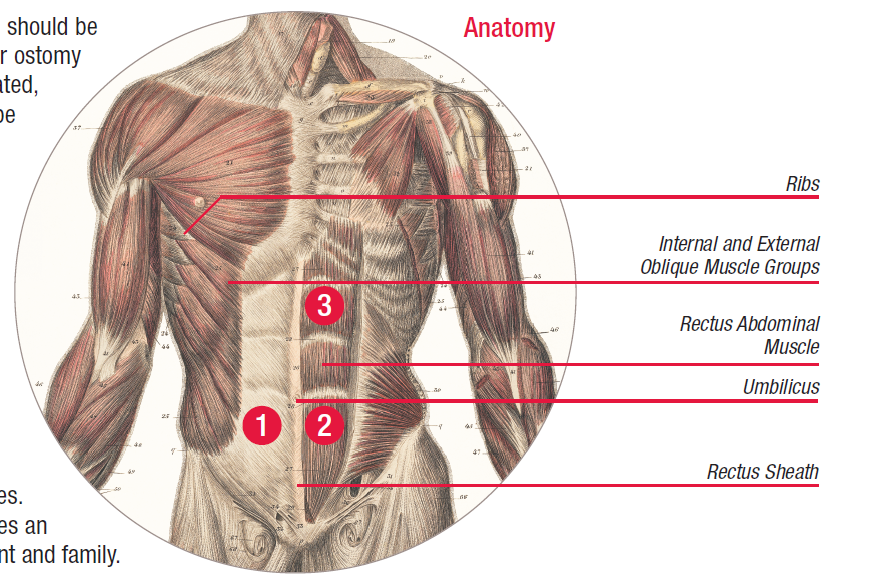 should be
r ostomy
ated,
be
Anatomy
Ribs
Internal and External
Oblique Muscle Groups
Rectus Abdominal
Muscle
Umbilicus
Rectus Sheath
3
1
2
es.
es an
nt and family.